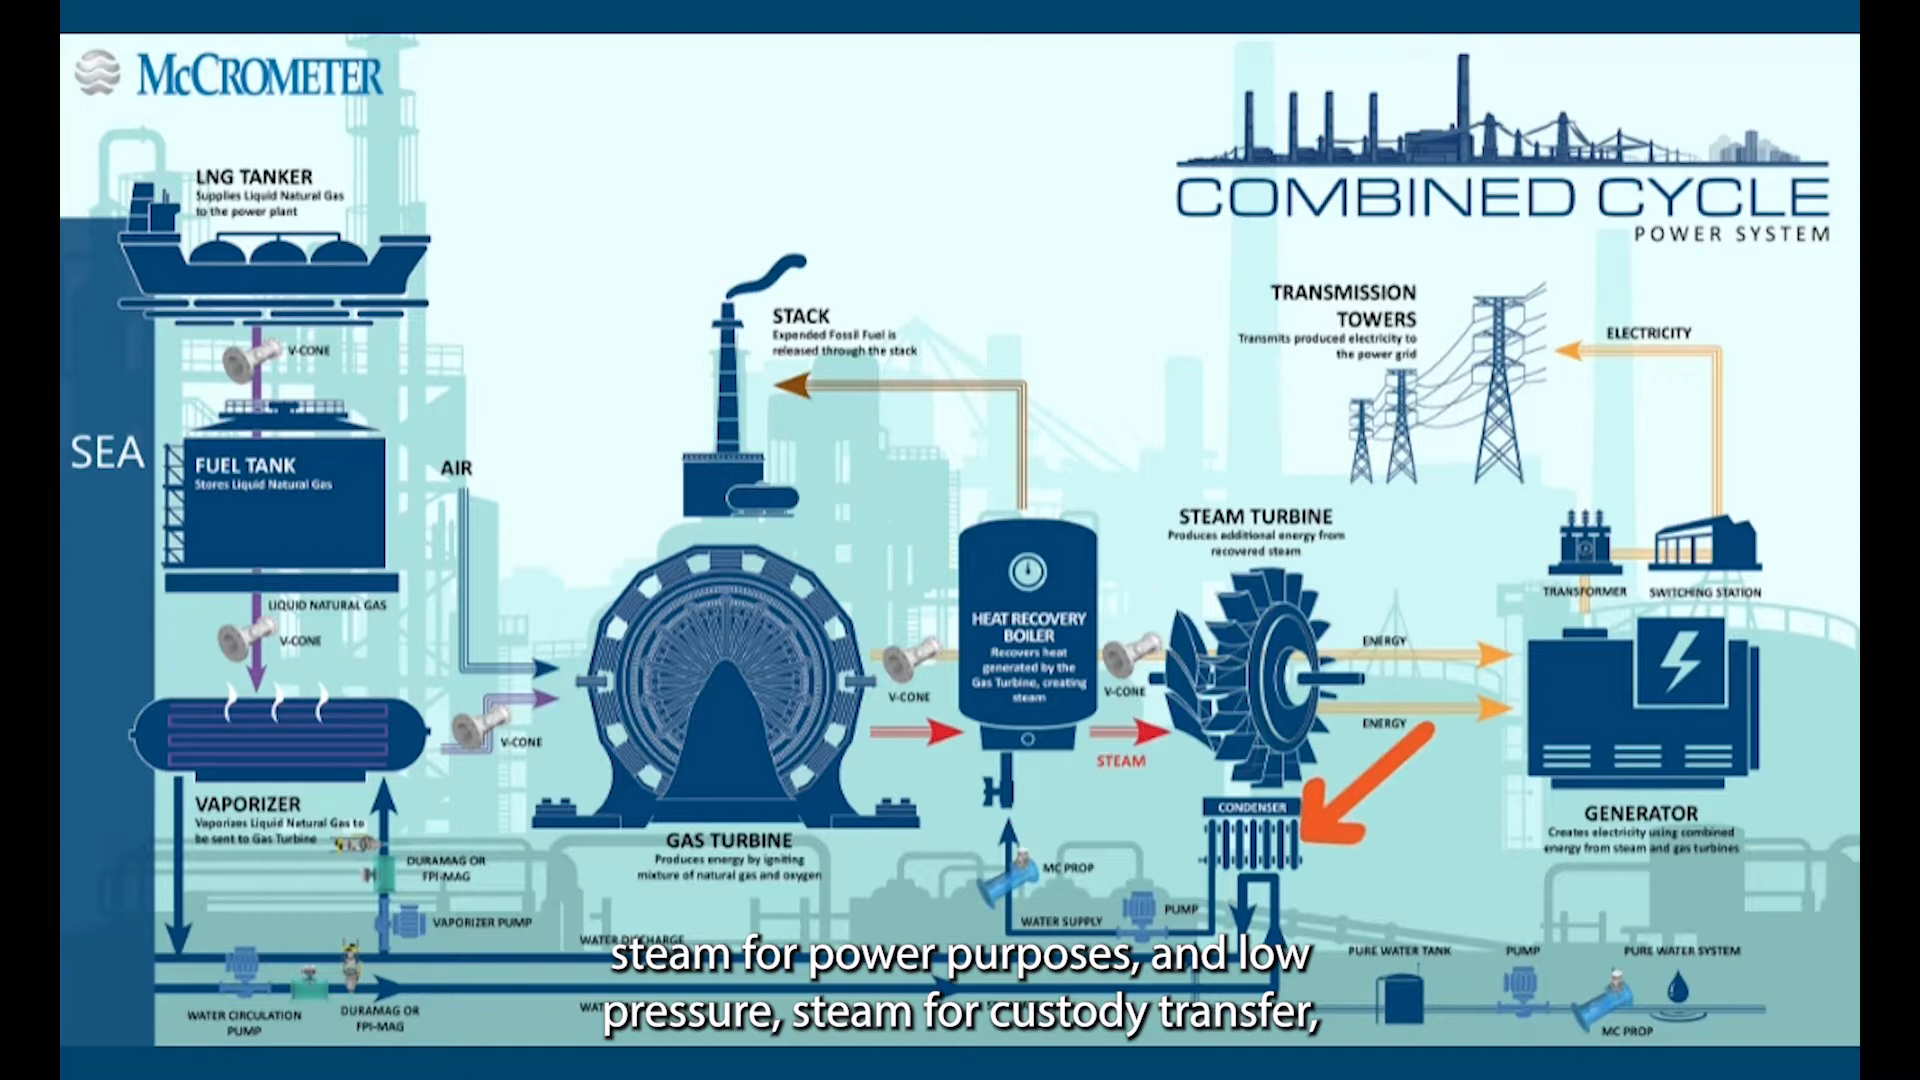 McCROMETER
COMBINED CYCLE
POWER SYSTEM
LNG TANKER
Supplies Liquid Natural Gas
to the power plant
V-CONE
SEA
FUEL TANK
Stores Liquid Natural Gas
AIR
LIQUID NATURAL GAS
V-CONE
V-CONE
VAPORIZER
Vaporizes Liquid Natural Gas to
be sent to Gas Turbine
DURAMAG OR
FPI-MAG
VAPORIZER PUMP
WATER CIRCULATION
PUMP
DURAMAG OR
FPI-MAG
STACK
Expended Fossil Fuel is
released through the stack
GAS TURBINE
Produces energy by igniting
mixture of natural gas and oxygen
V-CONE
HEAT RECOVERY
BOILER
Recovers heat
generated by the
Gas Turbine, creating
steam
V-CONE
STEAM
STEAM TURBINE
Produces additional energy from
recovered steam
CONDENSER
MC PROP
WATER SUPPLY
PUMP
WATER DISCHARGE
TRANSMISSION
TOWERS
Transmits produced electricity to
the power grid
ELECTRICITY
TRANSFORMER
SWITCHING STATION
ENERGY
ENERGY
GENERATOR
Creates electricity using combined
energy from steam and gas turbines
PURE WATER TANK
PUMP
PURE WATER SYSTEM
MC PROP
steam for power purposes, and low
pressure, steam for custody transfer,